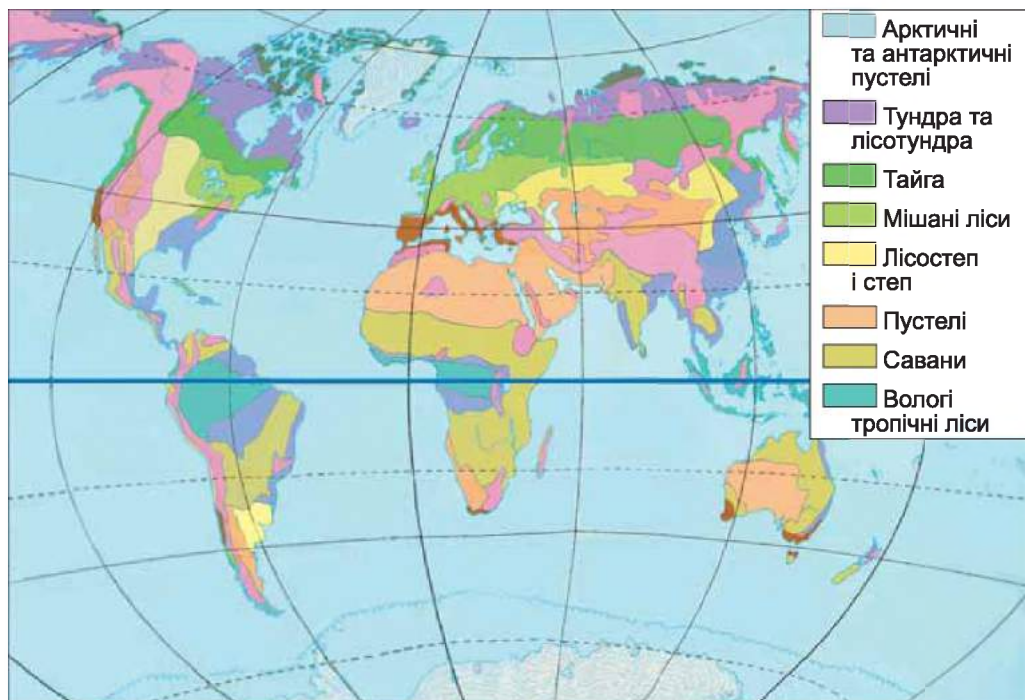 Арктичні
та антарктичні
пустелі
Тундра та
лісотундра
Тайга
Мішані ліси
Лісостеп
і степ
Пустелі
Савани
Вологі
тропічні ліси